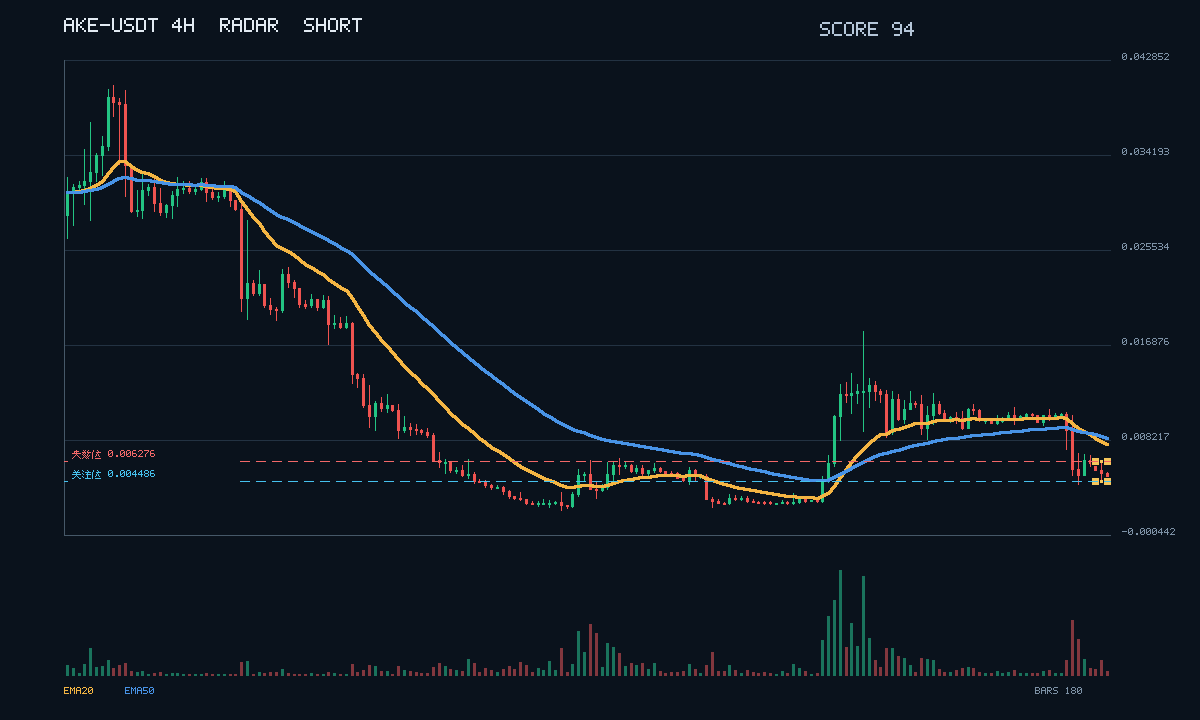 AKE-USDT 4H RADAR SHORT
SCORE 94
0.042852
0.034193
0.025534
0.016876
0.008217
-0.000442
失效位 0.006276
关注位 0.004486
EMA20 EMA50
BARS 180